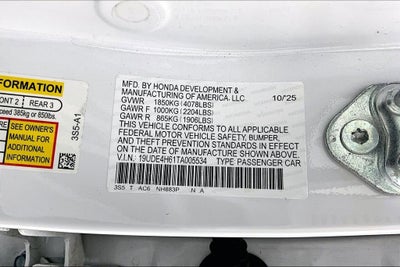 INFORMATION
ONT 2 | REAR 3
ceed 385kg or 850lbs.
SEE OWNER'S
MANUAL FOR
ADDITIONAL
INFORMATION
3S5-A1
MFD. BY HONDA DEVELOPMENT &
MANUFACTURING OF AMERICA, LLC 10/25
GVWR 1850KG(4078LBS)
GAWR F 1000KG(2204LBS)
GAWR R 865KG(1906LBS)
THIS VEHICLE CONFORMS TO ALL APPLICABLE
FEDERAL MOTOR VEHICLE SAFETY, BUMPER,
AND THEFT PREVENTION STANDARDS IN EFFECT
ON THE DATE OF MANUFACTURE SHOWN ABOVE.
V.I.N. 19UDE4H61TA005534 TYPE PASSENGER CAR
3S5 T AC6 NH883P N A